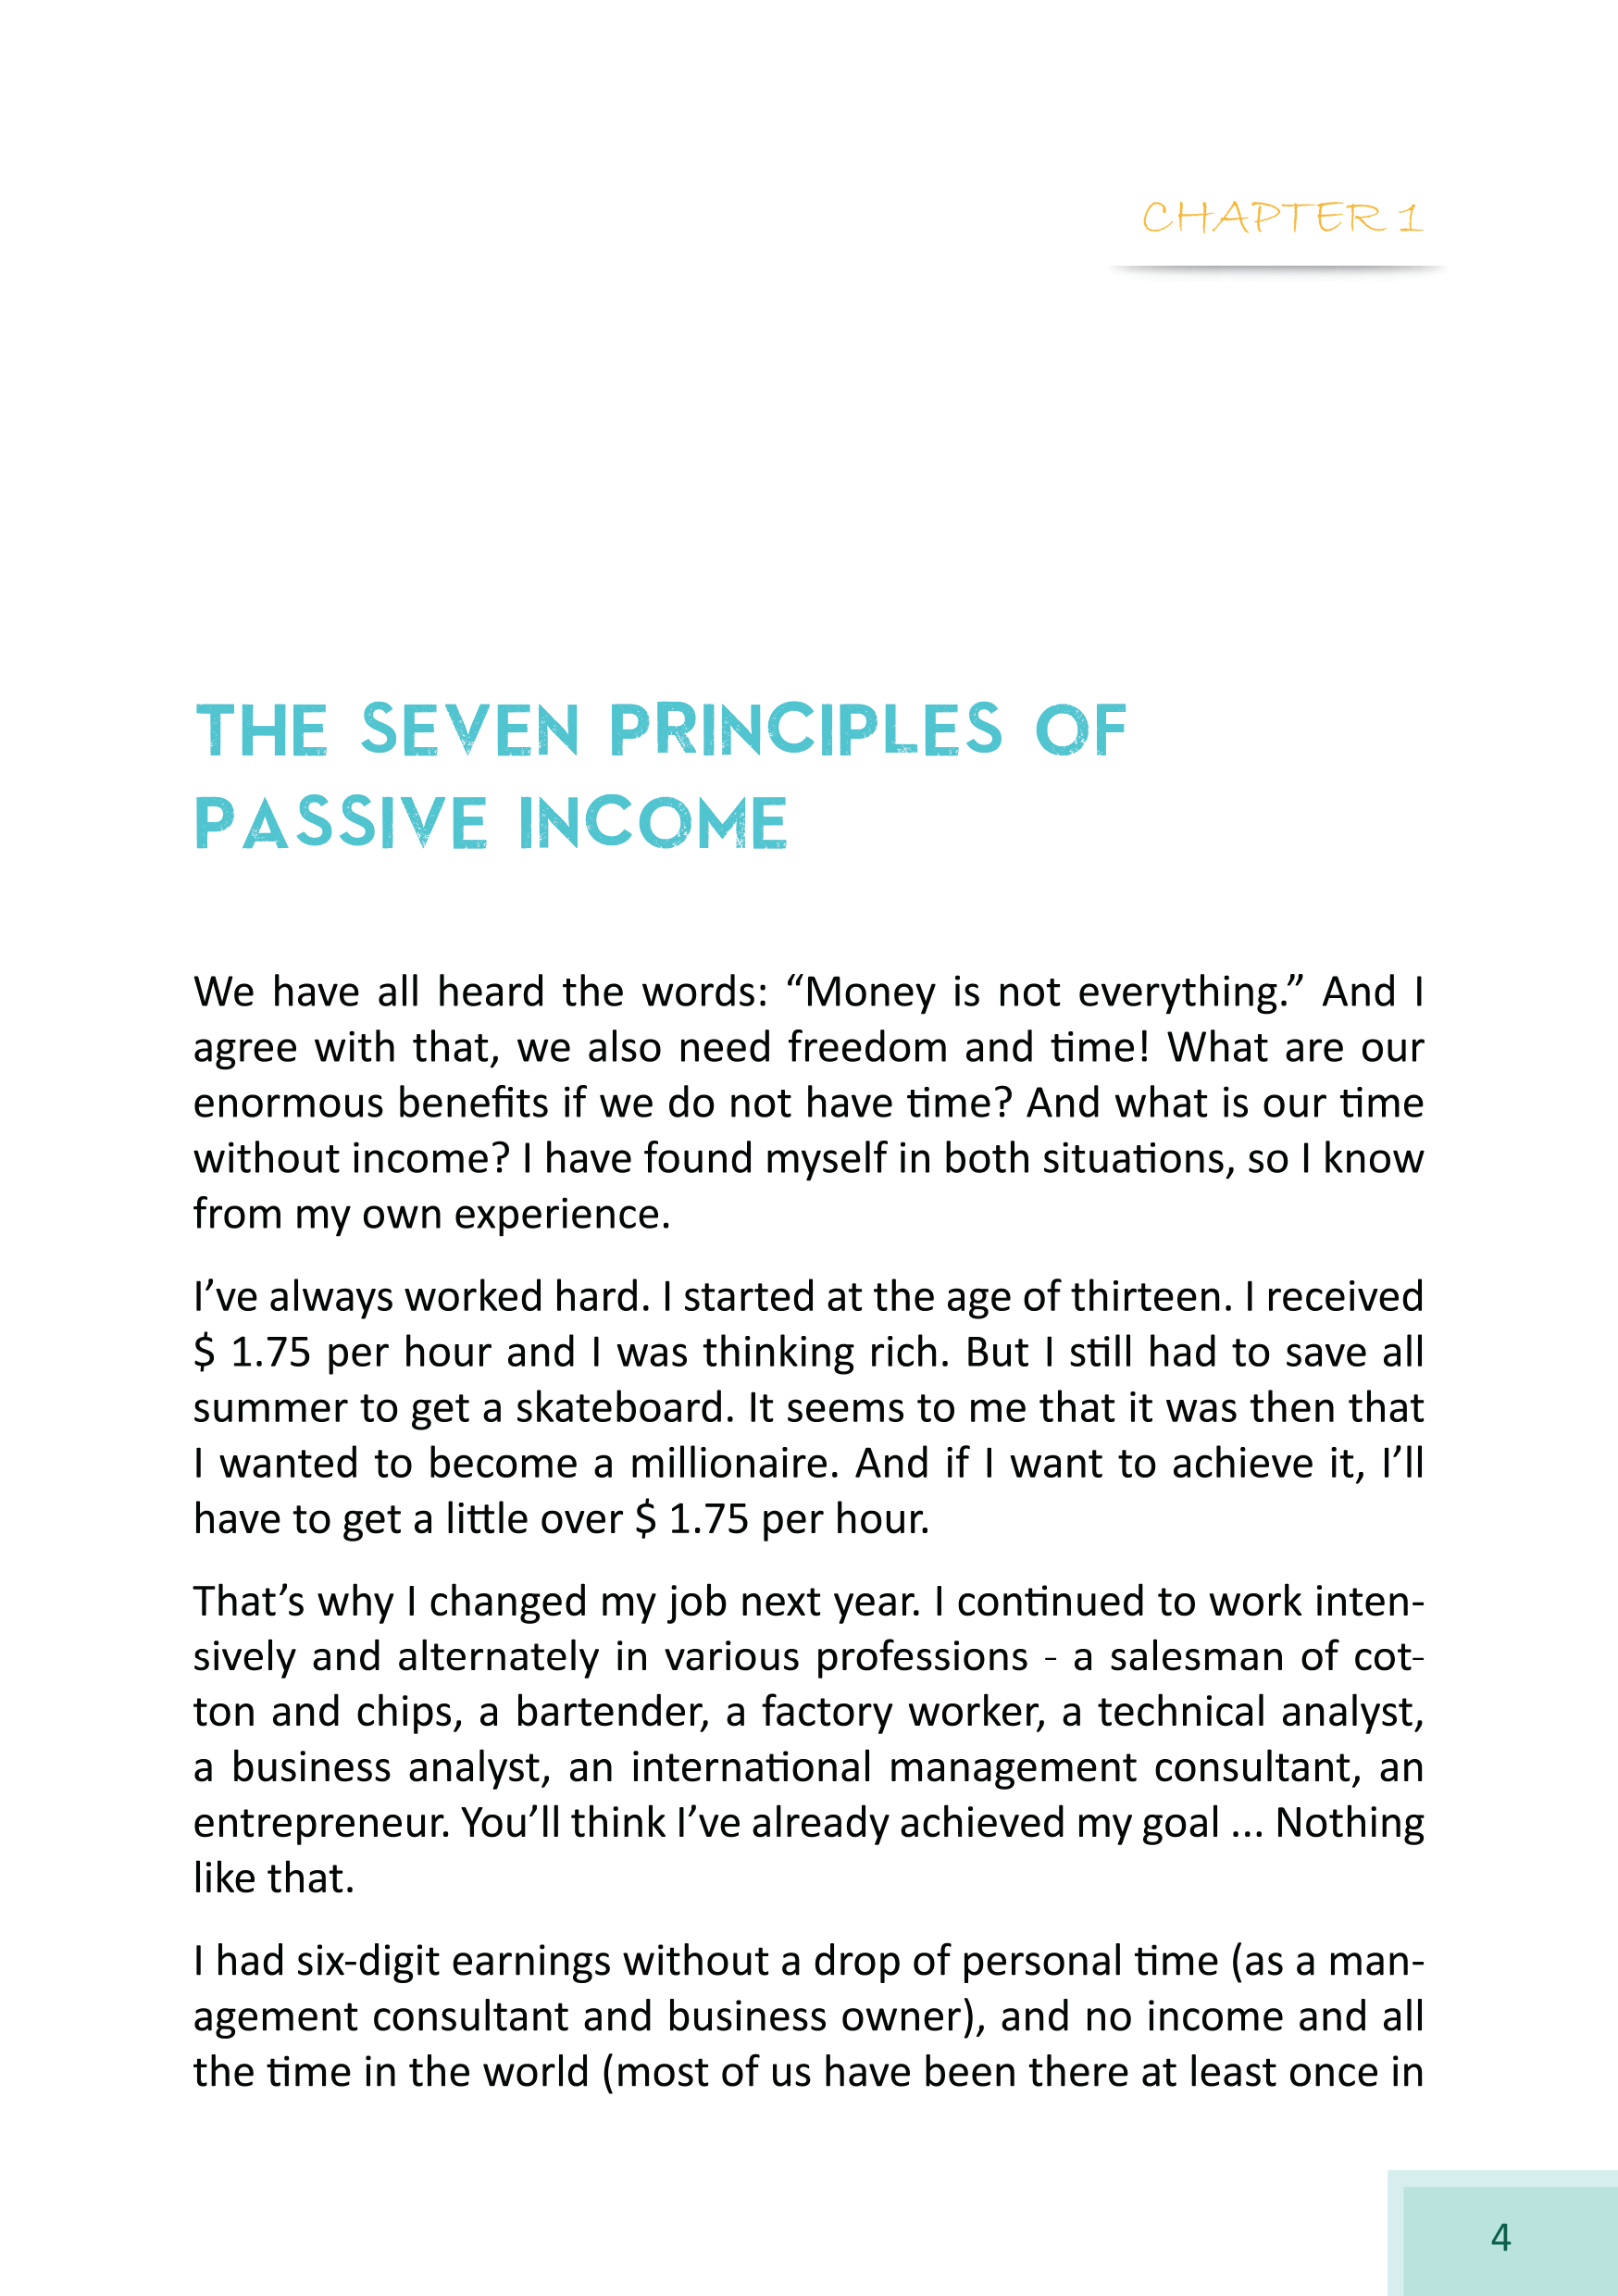 CHAPTER 1
THE SEVEN PRINCIPLES OF
PASSIVE INCOME
We have all heard the words: “Money is not everything.” And I
agree with that, we also need freedom and time! What are our
enormous benefits if we do not have time? And what is our time
without income? I have found myself in both situations, so I know
from my own experience.
I’ve always worked hard. I started at the age of thirteen. I received
$ 1.75 per hour and I was thinking rich. But I still had to save all
summer to get a skateboard. It seems to me that it was then that
I wanted to become a millionaire. And if I want to achieve it, I’ll
have to get a little over $ 1.75 per hour.
That’s why I changed my job next year. I continued to work inten-
sively and alternately in various professions - a salesman of cot-
ton and chips, a bartender, a factory worker, a technical analyst,
a business analyst, an international management consultant, an
entrepreneur. You’ll think I’ve already achieved my goal ... Nothing
like that.
I had six-digit earnings without a drop of personal time (as a man-
agement consultant and business owner), and no income and all
the time in the world (most of us have been there at least once in
4